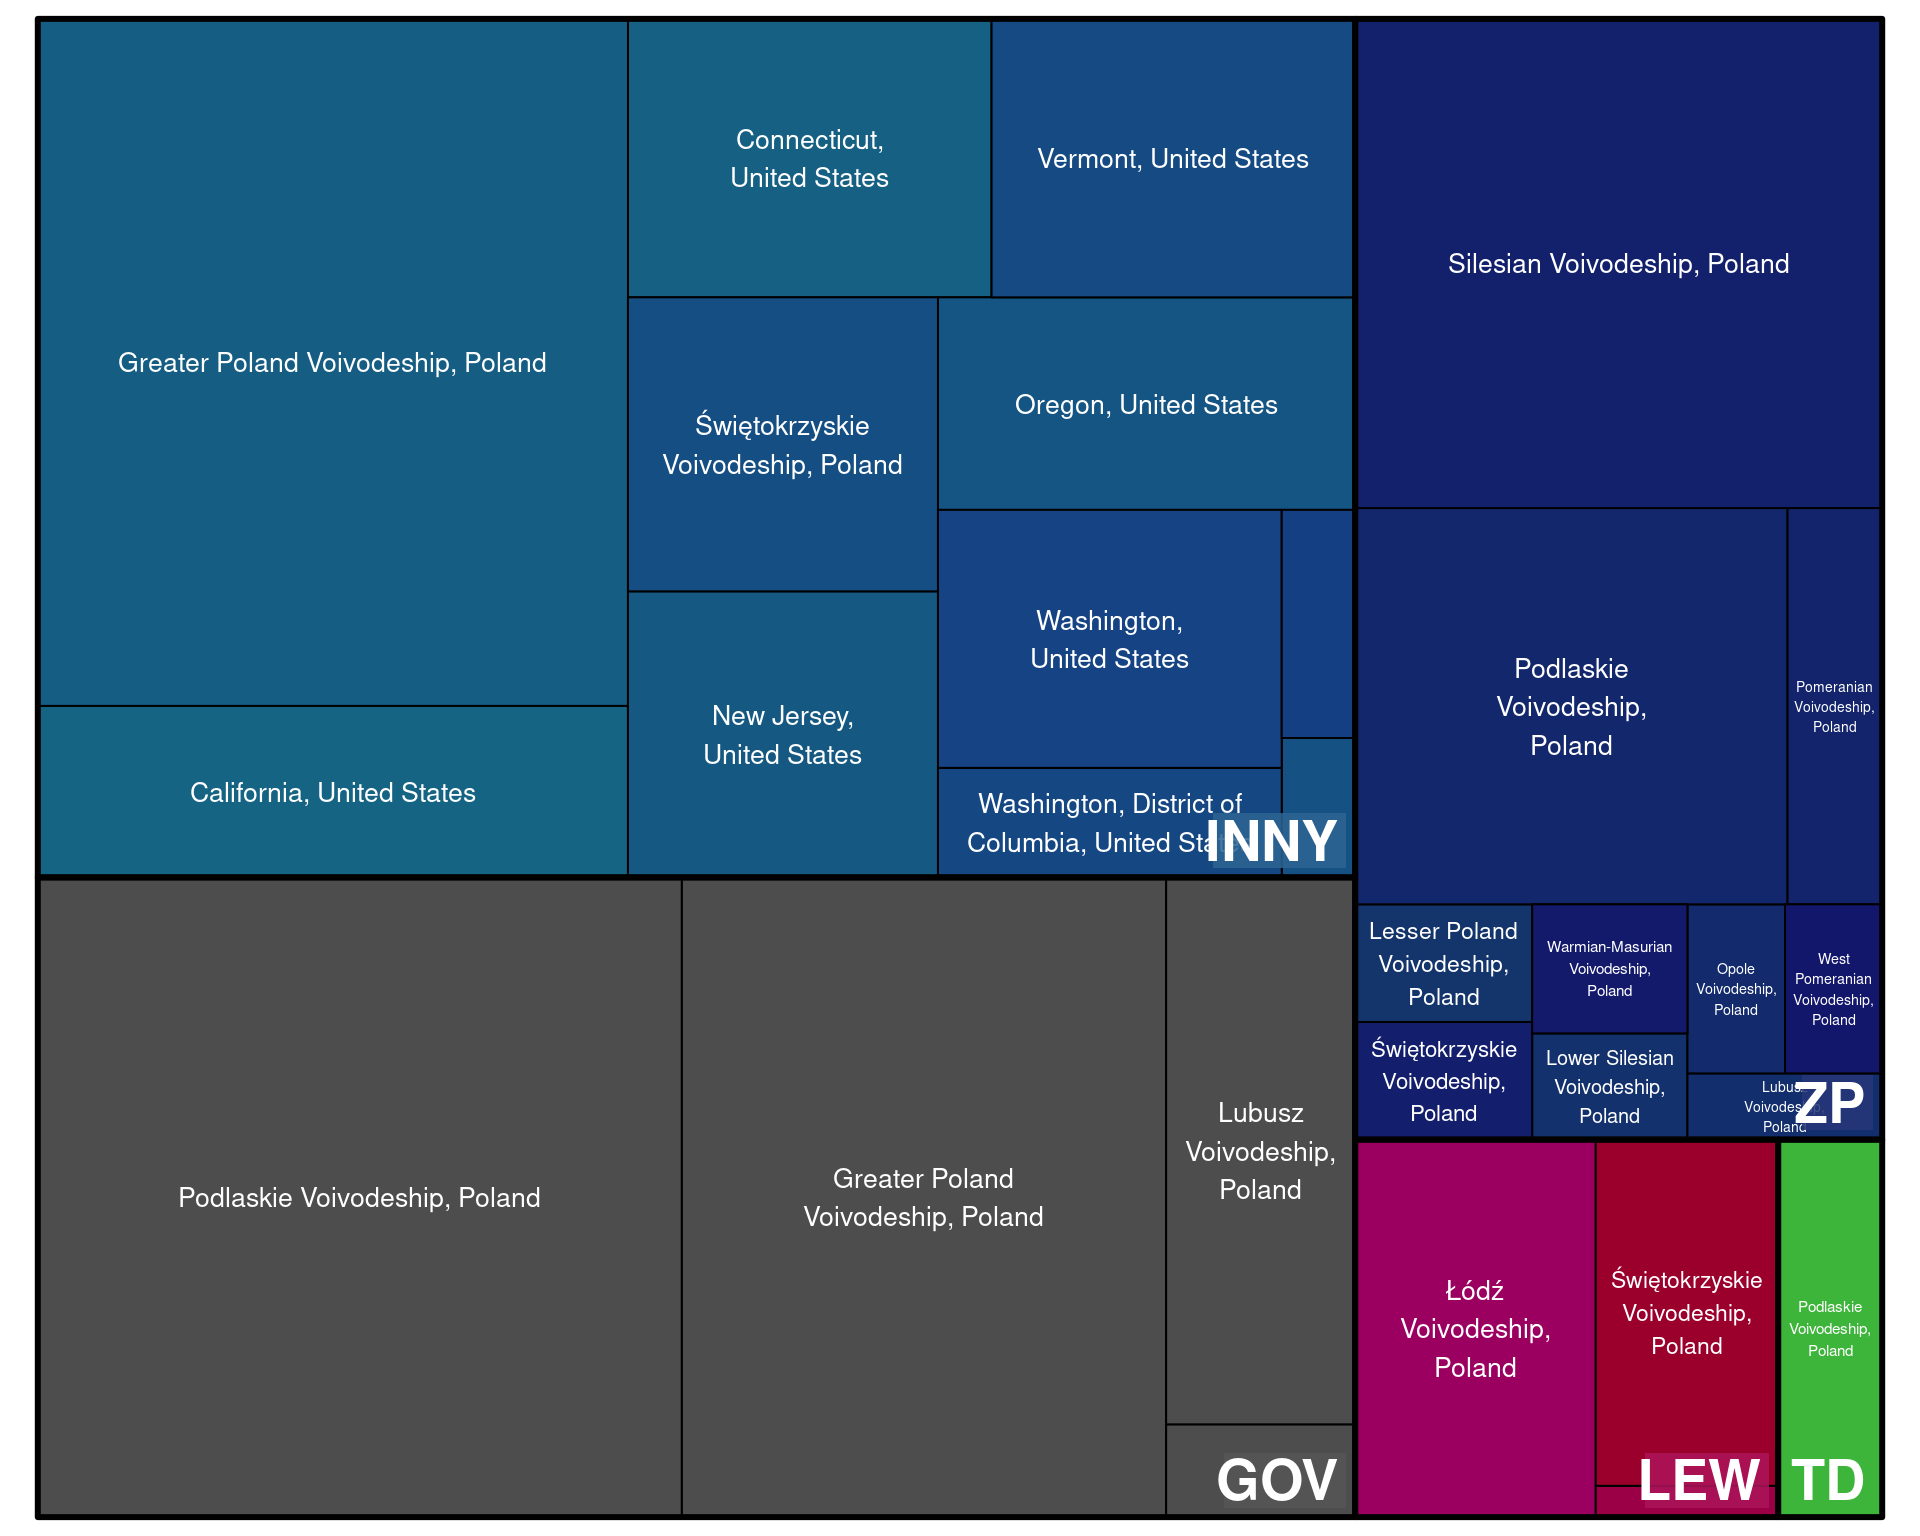 Greater Poland Voivodeship, Poland
California, United States
Connecticut,
United States
Vermont, United States
Świętokrzyskie
Voivodeship, Poland
Oregon, United States
New Jersey,
United States
Washington,
United States
Washington, District of
Columbia, United
INNY
Podlaskie Voivodeship, Poland
Greater Poland
Voivodeship, Poland
Lubusz
Voivodeship,
Poland
GOV
Silesian Voivodeship, Poland
Podlaskie
Voivodeship,
Poland
Pomeranian
Voivodeship,
Poland
Lesser Poland
Voivodeship,
Poland
Świętokrzyskie
Voivodeship,
Poland
Warmian-Masurian
Voivodeship,
Poland
Lower Silesian
Voivodeship,
Poland
Opole
Voivodeship,
Poland
West
Pomeranian
Voivodeship,
Poland
Poland
ZP
Łódź
Voivodeship,
Poland
Świętokrzyskie
Voivodeship,
Poland
LEW
Podlaskie
Voivodeship,
Poland
TD